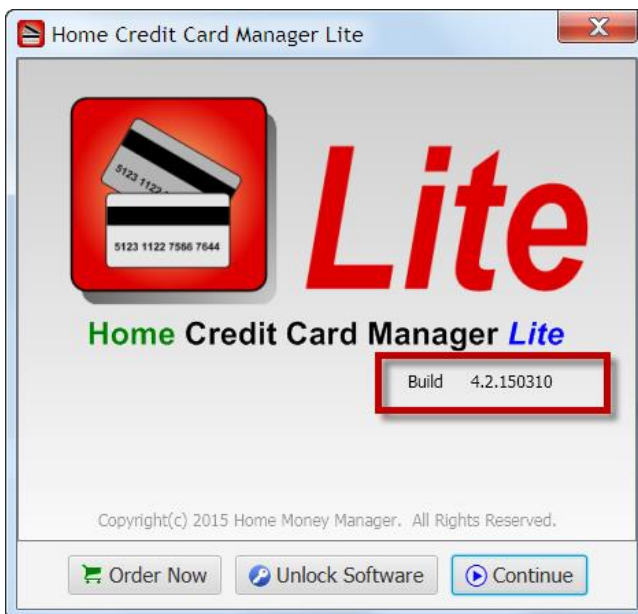 Home Credit Card Manager Lite
X
5123 1122
5123 1122 7566 7644
Lite
Home Credit Card Manager Lite
Build 4.2.150310
Copyright(c) 2015 Home Money Manager. All Rights Reserved.
Order Now Unlock Software Continue